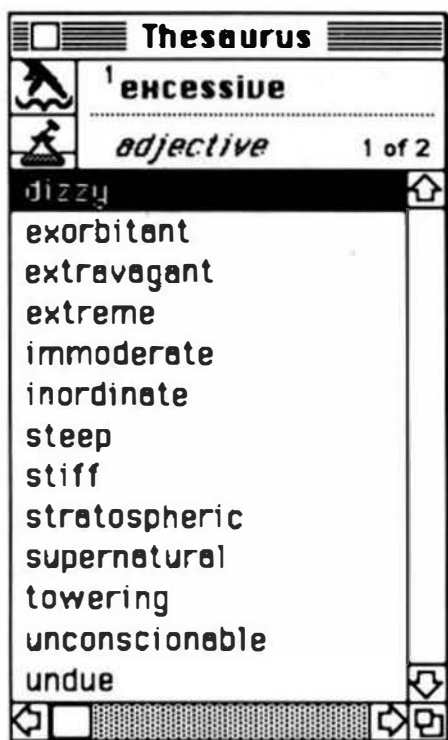 Thesaurus
1 excessive
adjective 1 of 2
dizzy
exorbitant
extravagant
extreme
immoderate
inordinate
steep
stiff
stratospheric
supernatural
towering
unconscionable
undue